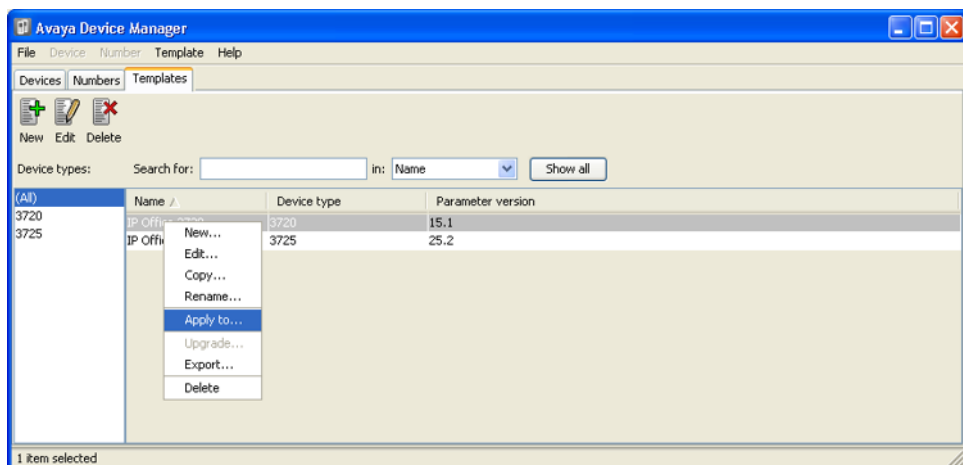 Avaya Device Manager
File Device Number Template Help
Devices Numbers Templates
New Edit Delete
Device types: Search for: in: Name Show all
(All) Name Device type Parameter version
3720 IP Office 3720 3720 15.1
3725 IP Offi 3725 25.2
New...
Edit...
Copy...
Rename...
Apply to...
Upgrade...
Export...
Delete
1 item selected